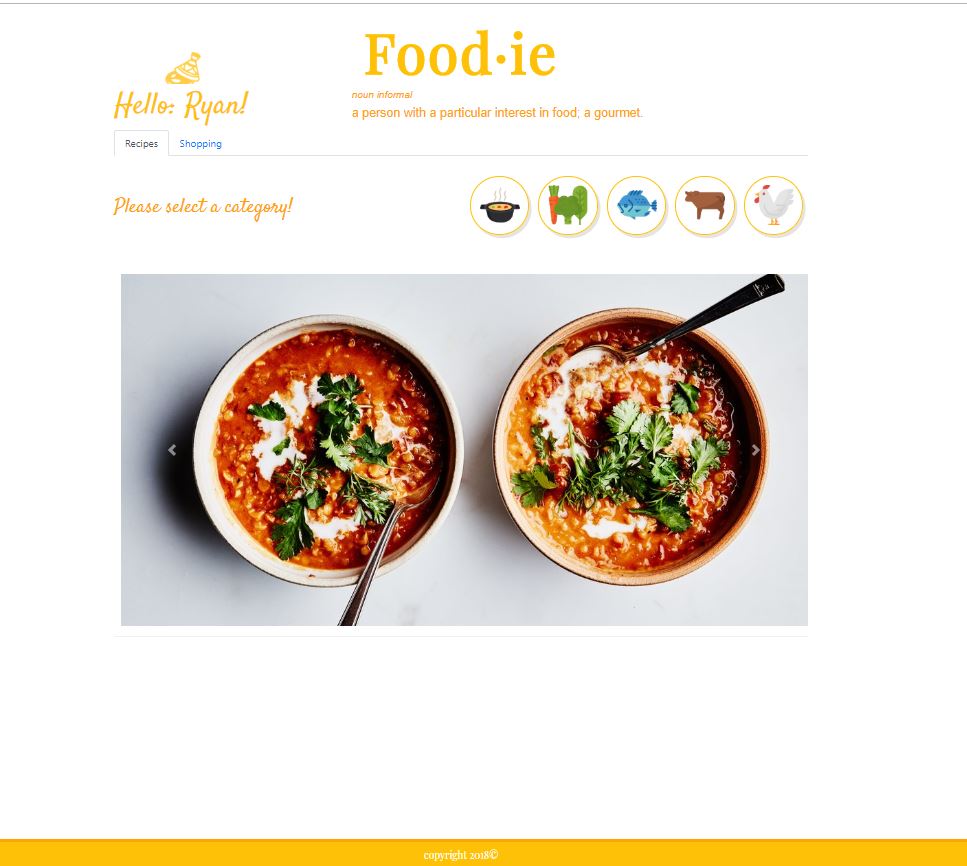 Food·ie
noun informal
a person with a particular interest in food; a gourmet.
Hello: Ryan!
Recipes Shopping
Please select a category!
copyright 2018©